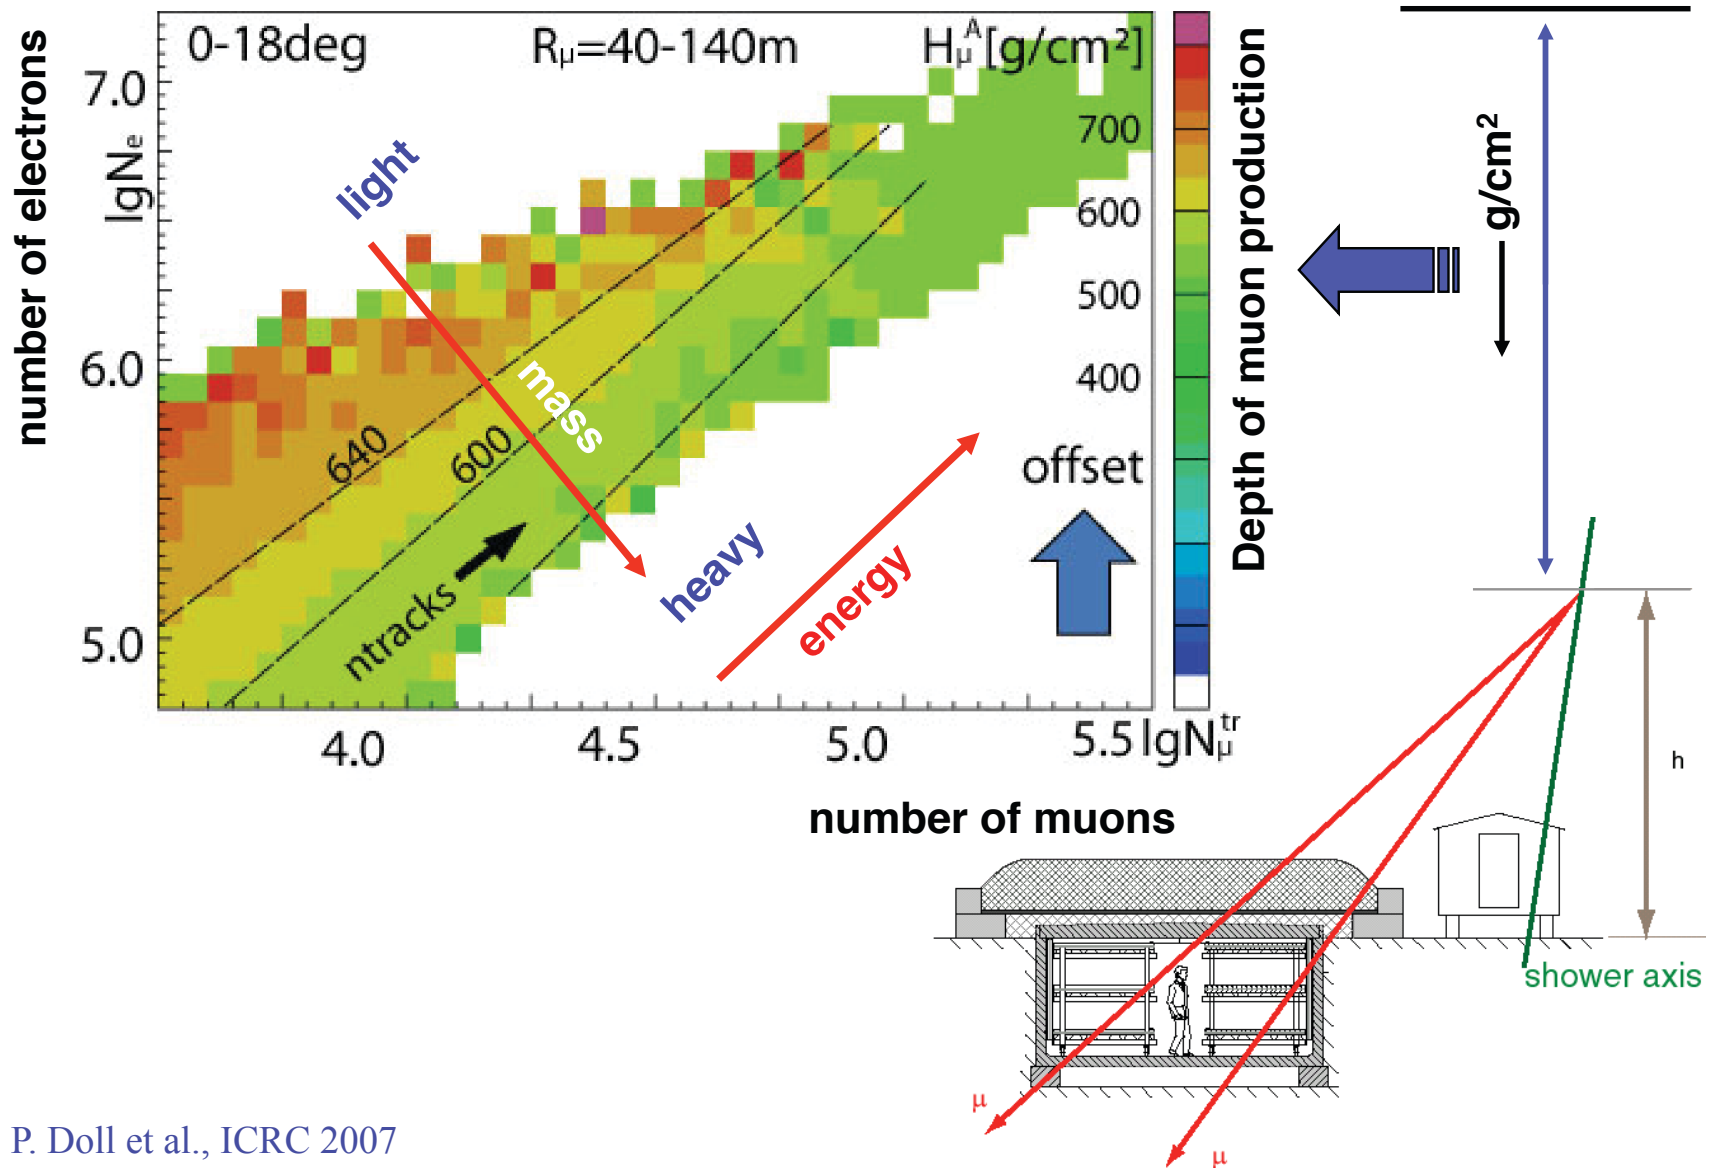 0-18deg
Rμ=40-140m
HμA[g/cm²]
number of electrons
lgNe
7.0
6.0
5.0
light
mass
heavy
640
600
ntracks
energy
offset
700
600
500
400
Depth of muon production
g/cm²
4.0
4.5
5.0
5.5
lgNμtr
number of muons
h
shower axis
μ
μ
P. Doll et al., ICRC 2007